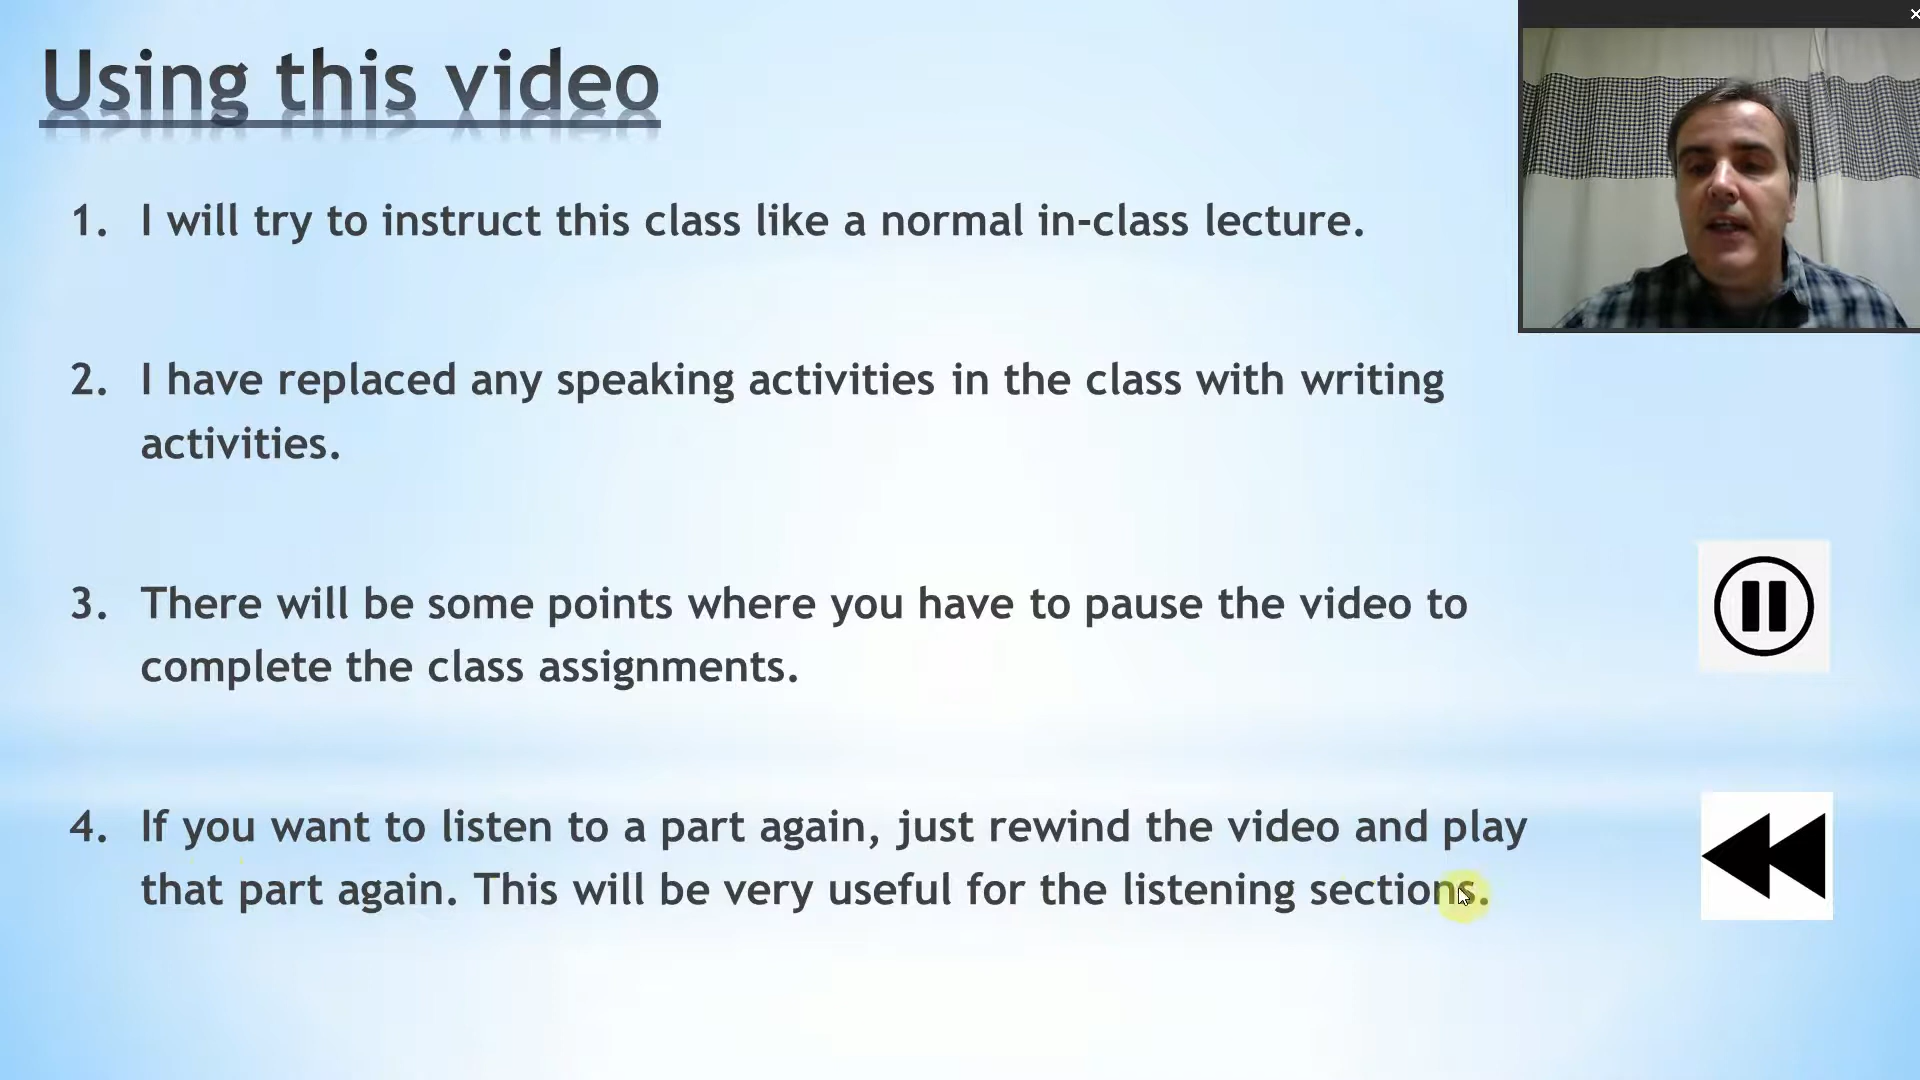 Using this video
1. I will try to instruct this class like a normal in-class lecture.
2. I have replaced any speaking activities in the class with writing
activities.
3. There will be some points where you have to pause the video to
complete the class assignments.
4. If you want to listen to a part again, just rewind the video and play
that part again. This will be very useful for the listening sections.